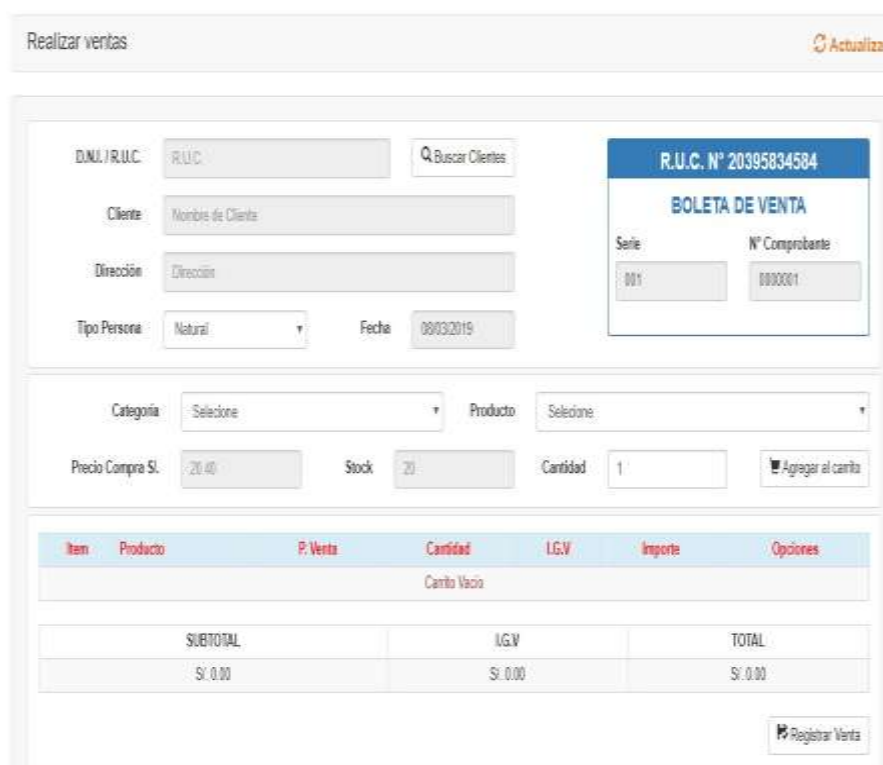 Realizar ventas
Actualiza
D.N.I. / R.U.C.
R.U.C.
Buscar Clientes
Cliente
Nombre de Cliente
Dirección
Dirección
Tipo Persona
Natural
Fecha
08/03/2019
R.U.C. N° 20395834584
BOLETA DE VENTA
Serie
N° Comprobante
001
0000001
Categoria
Selecione
Producto
Selecione
Precio Compra S/.
20.40
Stock
20
Cantidad
1
Agregar al carrito
Item Producto P. Venta Cantidad I.G.V Importe Opciones
Carrito Vacio
SUBTOTAL I.G.V TOTAL
S/. 0.00 S/. 0.00 S/. 0.00
Registrar Venta